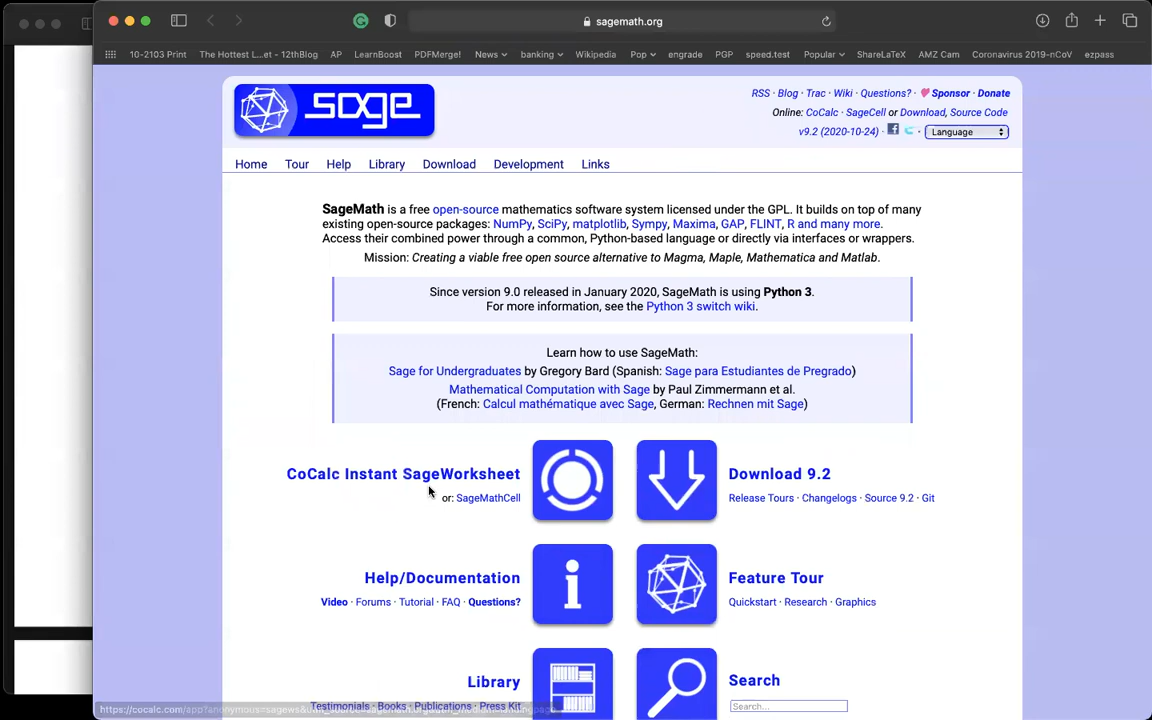 sagemath.org
10-2103 Print The Hottest L...et - 12thBlog AP LearnBoost PDFMerge! News banking Wikipedia Pop engrade PGP speed.test Popular ShareLaTeX AMZ Cam Coronavirus 2019-nCoV ezpass
sage
RSS · Blog · Trac · Wiki · Questions? · Sponsor · Donate
Online: CoCalc · SageCell or Download, Source Code
v9.2 (2020-10-24) · · Language
Home Tour Help Library Download Development Links
SageMath is a free open-source mathematics software system licensed under the GPL. It builds on top of many
existing open-source packages: NumPy, SciPy, matplotlib, Sympy, Maxima, GAP, FLINT, R and many more.
Access their combined power through a common, Python-based language or directly via interfaces or wrappers.
Mission: Creating a viable free open source alternative to Magma, Maple, Mathematica and Matlab.
Since version 9.0 released in January 2020, SageMath is using Python 3.
For more information, see the Python 3 switch wiki.
Learn how to use SageMath:
Sage for Undergraduates by Gregory Bard (Spanish: Sage para Estudiantes de Pregrado)
Mathematical Computation with Sage by Paul Zimmermann et al.
(French: Calcul mathématique avec Sage, German: Rechnen mit Sage)
CoCalc Instant SageWorksheet
or: SageMathCell
Download 9.2
Release Tours · Changelogs · Source 9.2 · Git
Help/Documentation
Video · Forums · Tutorial · FAQ · Questions?
Feature Tour
Quickstart · Research · Graphics
Library
Testimonials · Books · Publications · Press Kit
Search
Search...